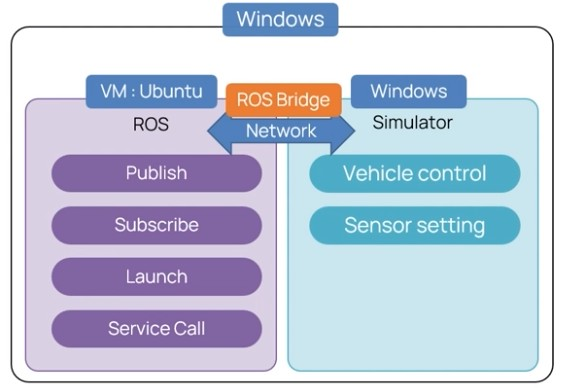 Windows
VM : Ubuntu
ROS Bridge
Windows
ROS
Network
Simulator
Publish
Subscribe
Launch
Service Call
Vehicle control
Sensor setting